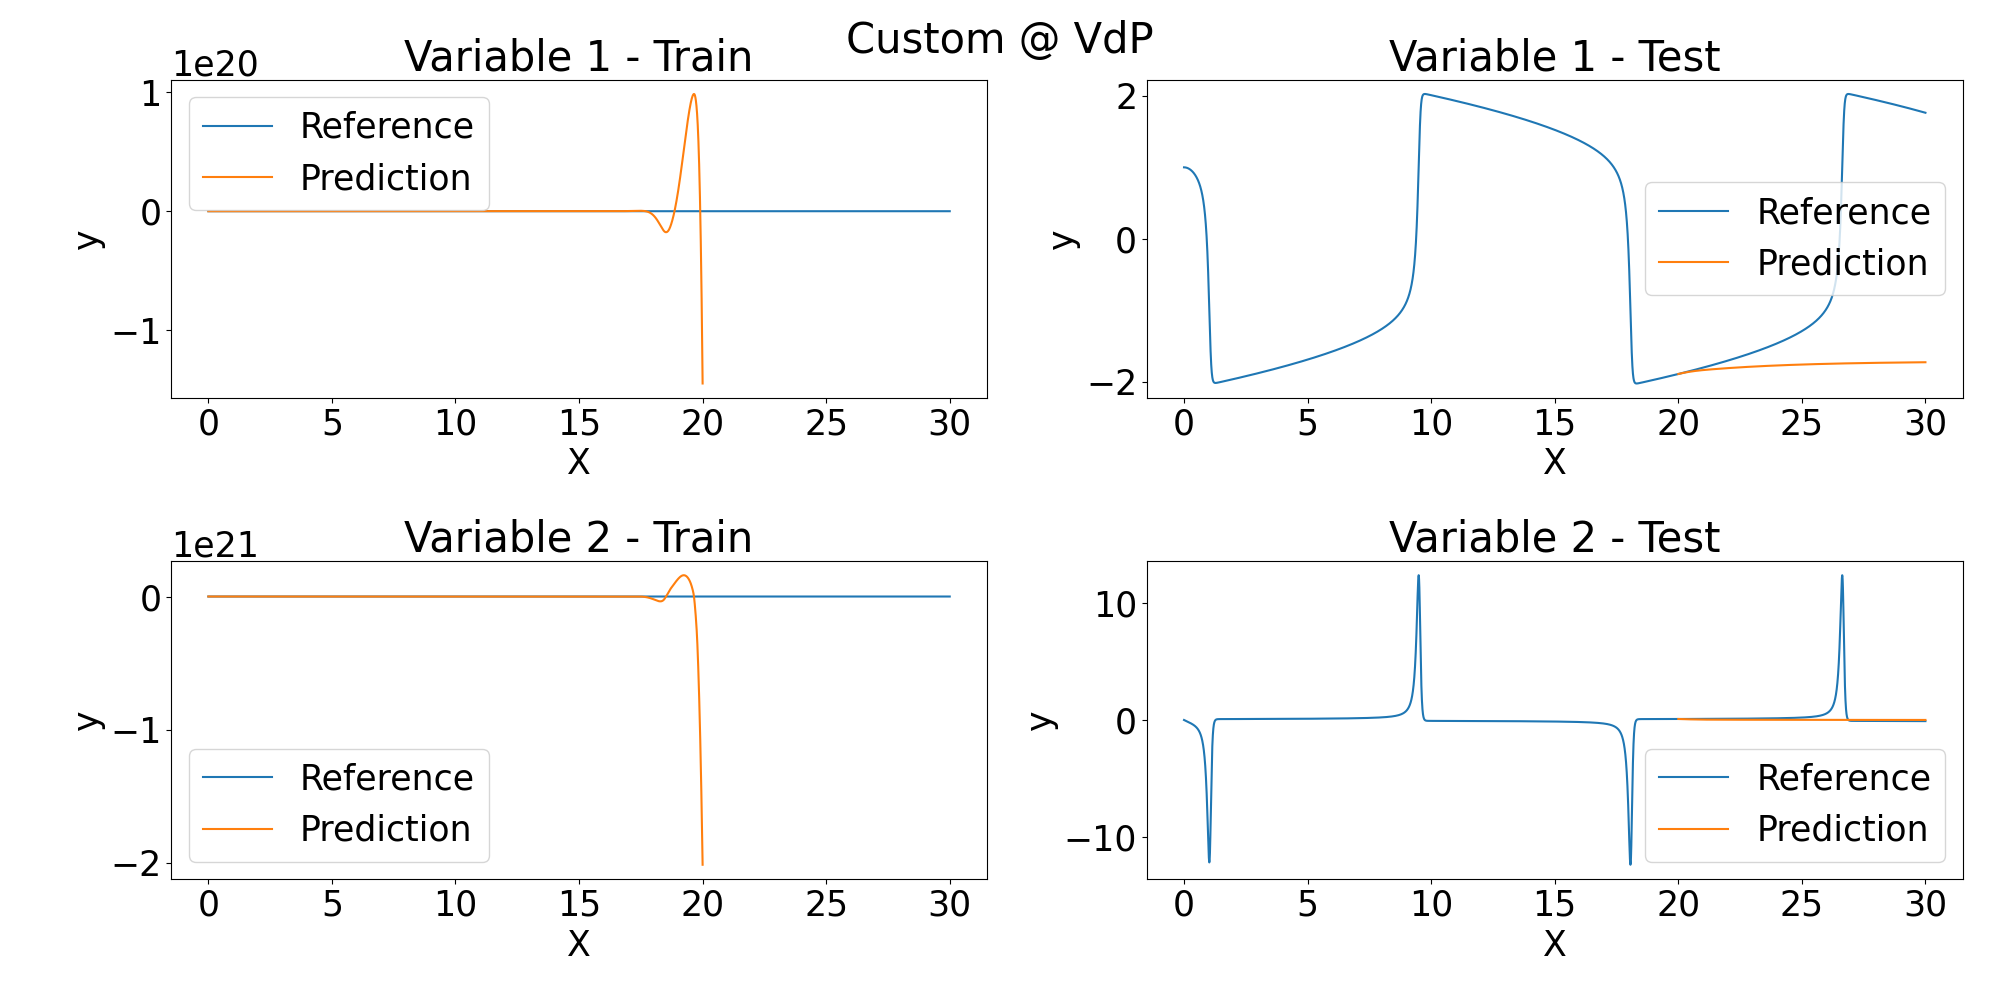 Custom @ VdP
Variable 1 - Train
1e20
1
0
−1
y
Reference
Prediction
0 5 10 15 20 25 30
X
Variable 1 - Test
2
0
−2
y
Reference
Prediction
0 5 10 15 20 25 30
X
Variable 2 - Train
1e21
0
−1
−2
y
Reference
Prediction
0 5 10 15 20 25 30
X
Variable 2 - Test
10
0
−10
y
Reference
Prediction
0 5 10 15 20 25 30
X